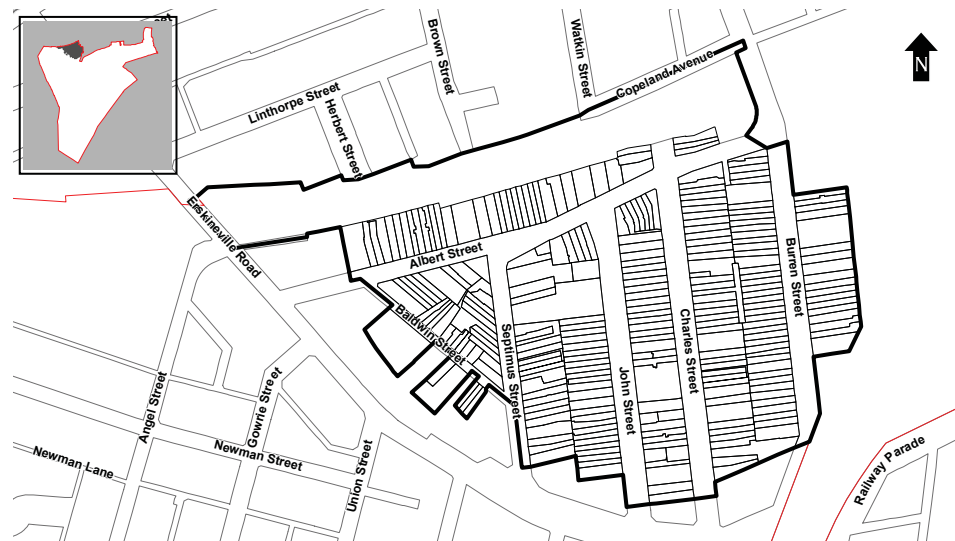 Brown Street
Watkin Street
Copeland Avenue
N
Linthorpe Street
Herbert Street
Erskineville Road
Albert Street
Burren Street
Baldwin Street
Septimus Street
Charles Street
John Street
Angel Street
Gowrie Street
Newman Street
Newman Lane
Union Street
Railway Parade